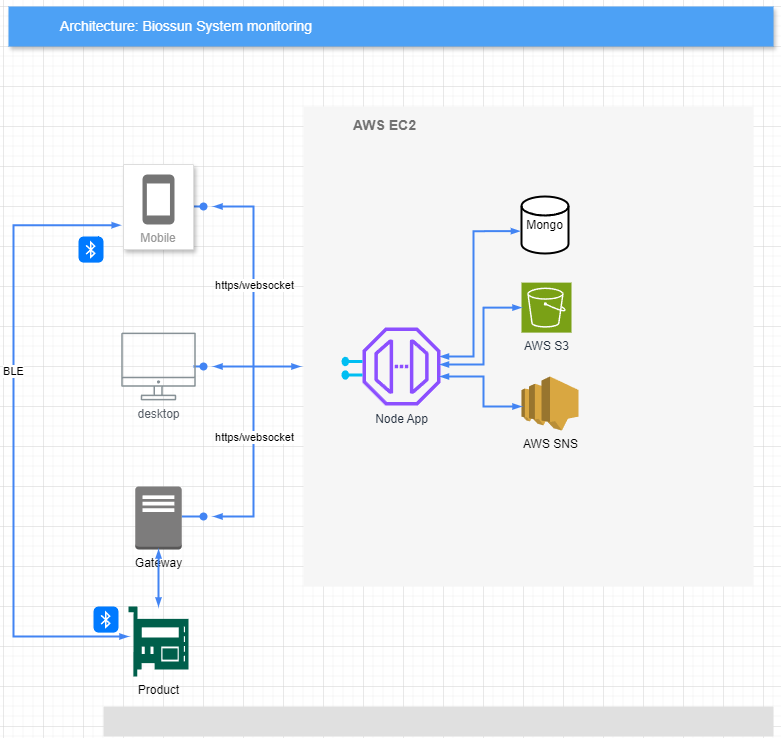 Architecture: Biossun System monitoring
AWS EC2
Mobile
Mongo
https/websocket
AWS S3
BLE
desktop
Node App
https/websocket
AWS SNS
Gateway
Product